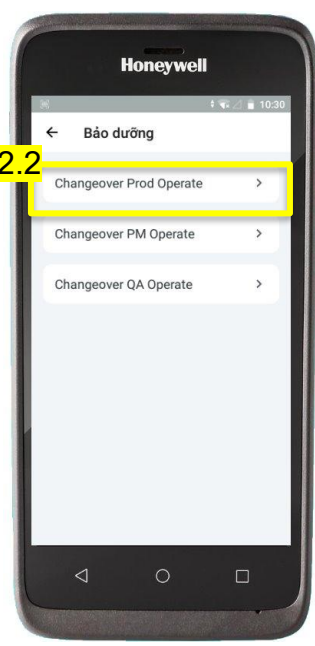 Honeywell
10:30
Bảo dưỡng
2.2
Changeover Prod Operate
Changeover PM Operate
Changeover QA Operate